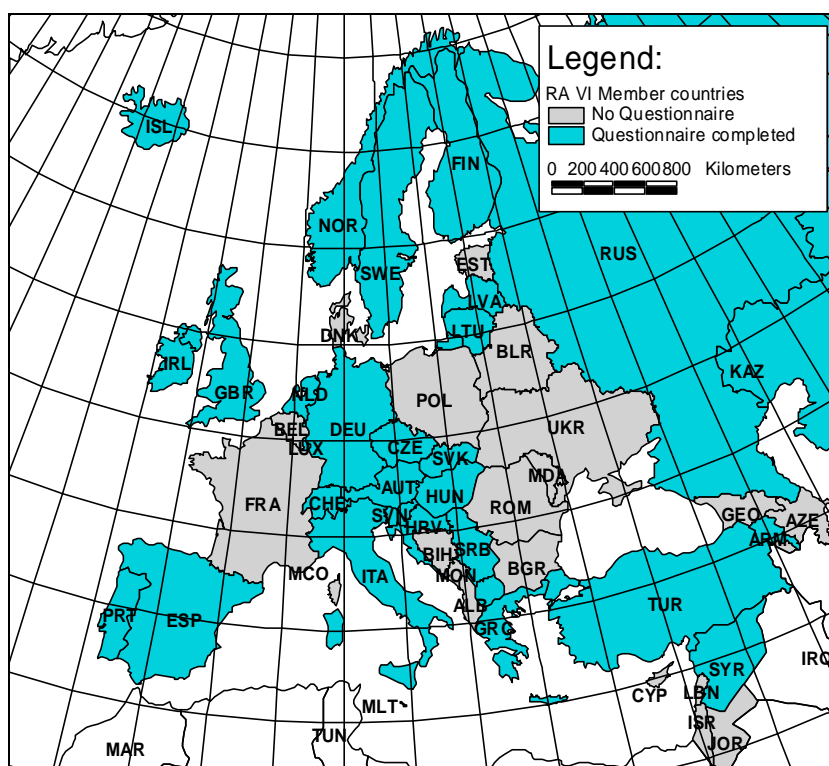 Legend:
RA VI Member countries
No Questionnaire
Questionnaire completed
0 200 400 600 800 Kilometers
ISL
FIN
NOR
RUS
SWE
EST
LVA
LTU
DNK
BLR
IRL
KAZ
GBR
NLD
POL
BEL
DEU
UKR
LUX
CZE
SVK
MDA
AUT
HUN
FRA
CHE
ROM
GEO
SVN
AZE
HRV
ARM
BIH
SRB
BGR
MCO
ITA
MON
ALB
TUR
PRT
ESP
GRC
SYR
IRQ
CYP
LBN
MLT
ISR
TUN
JOR
MAR